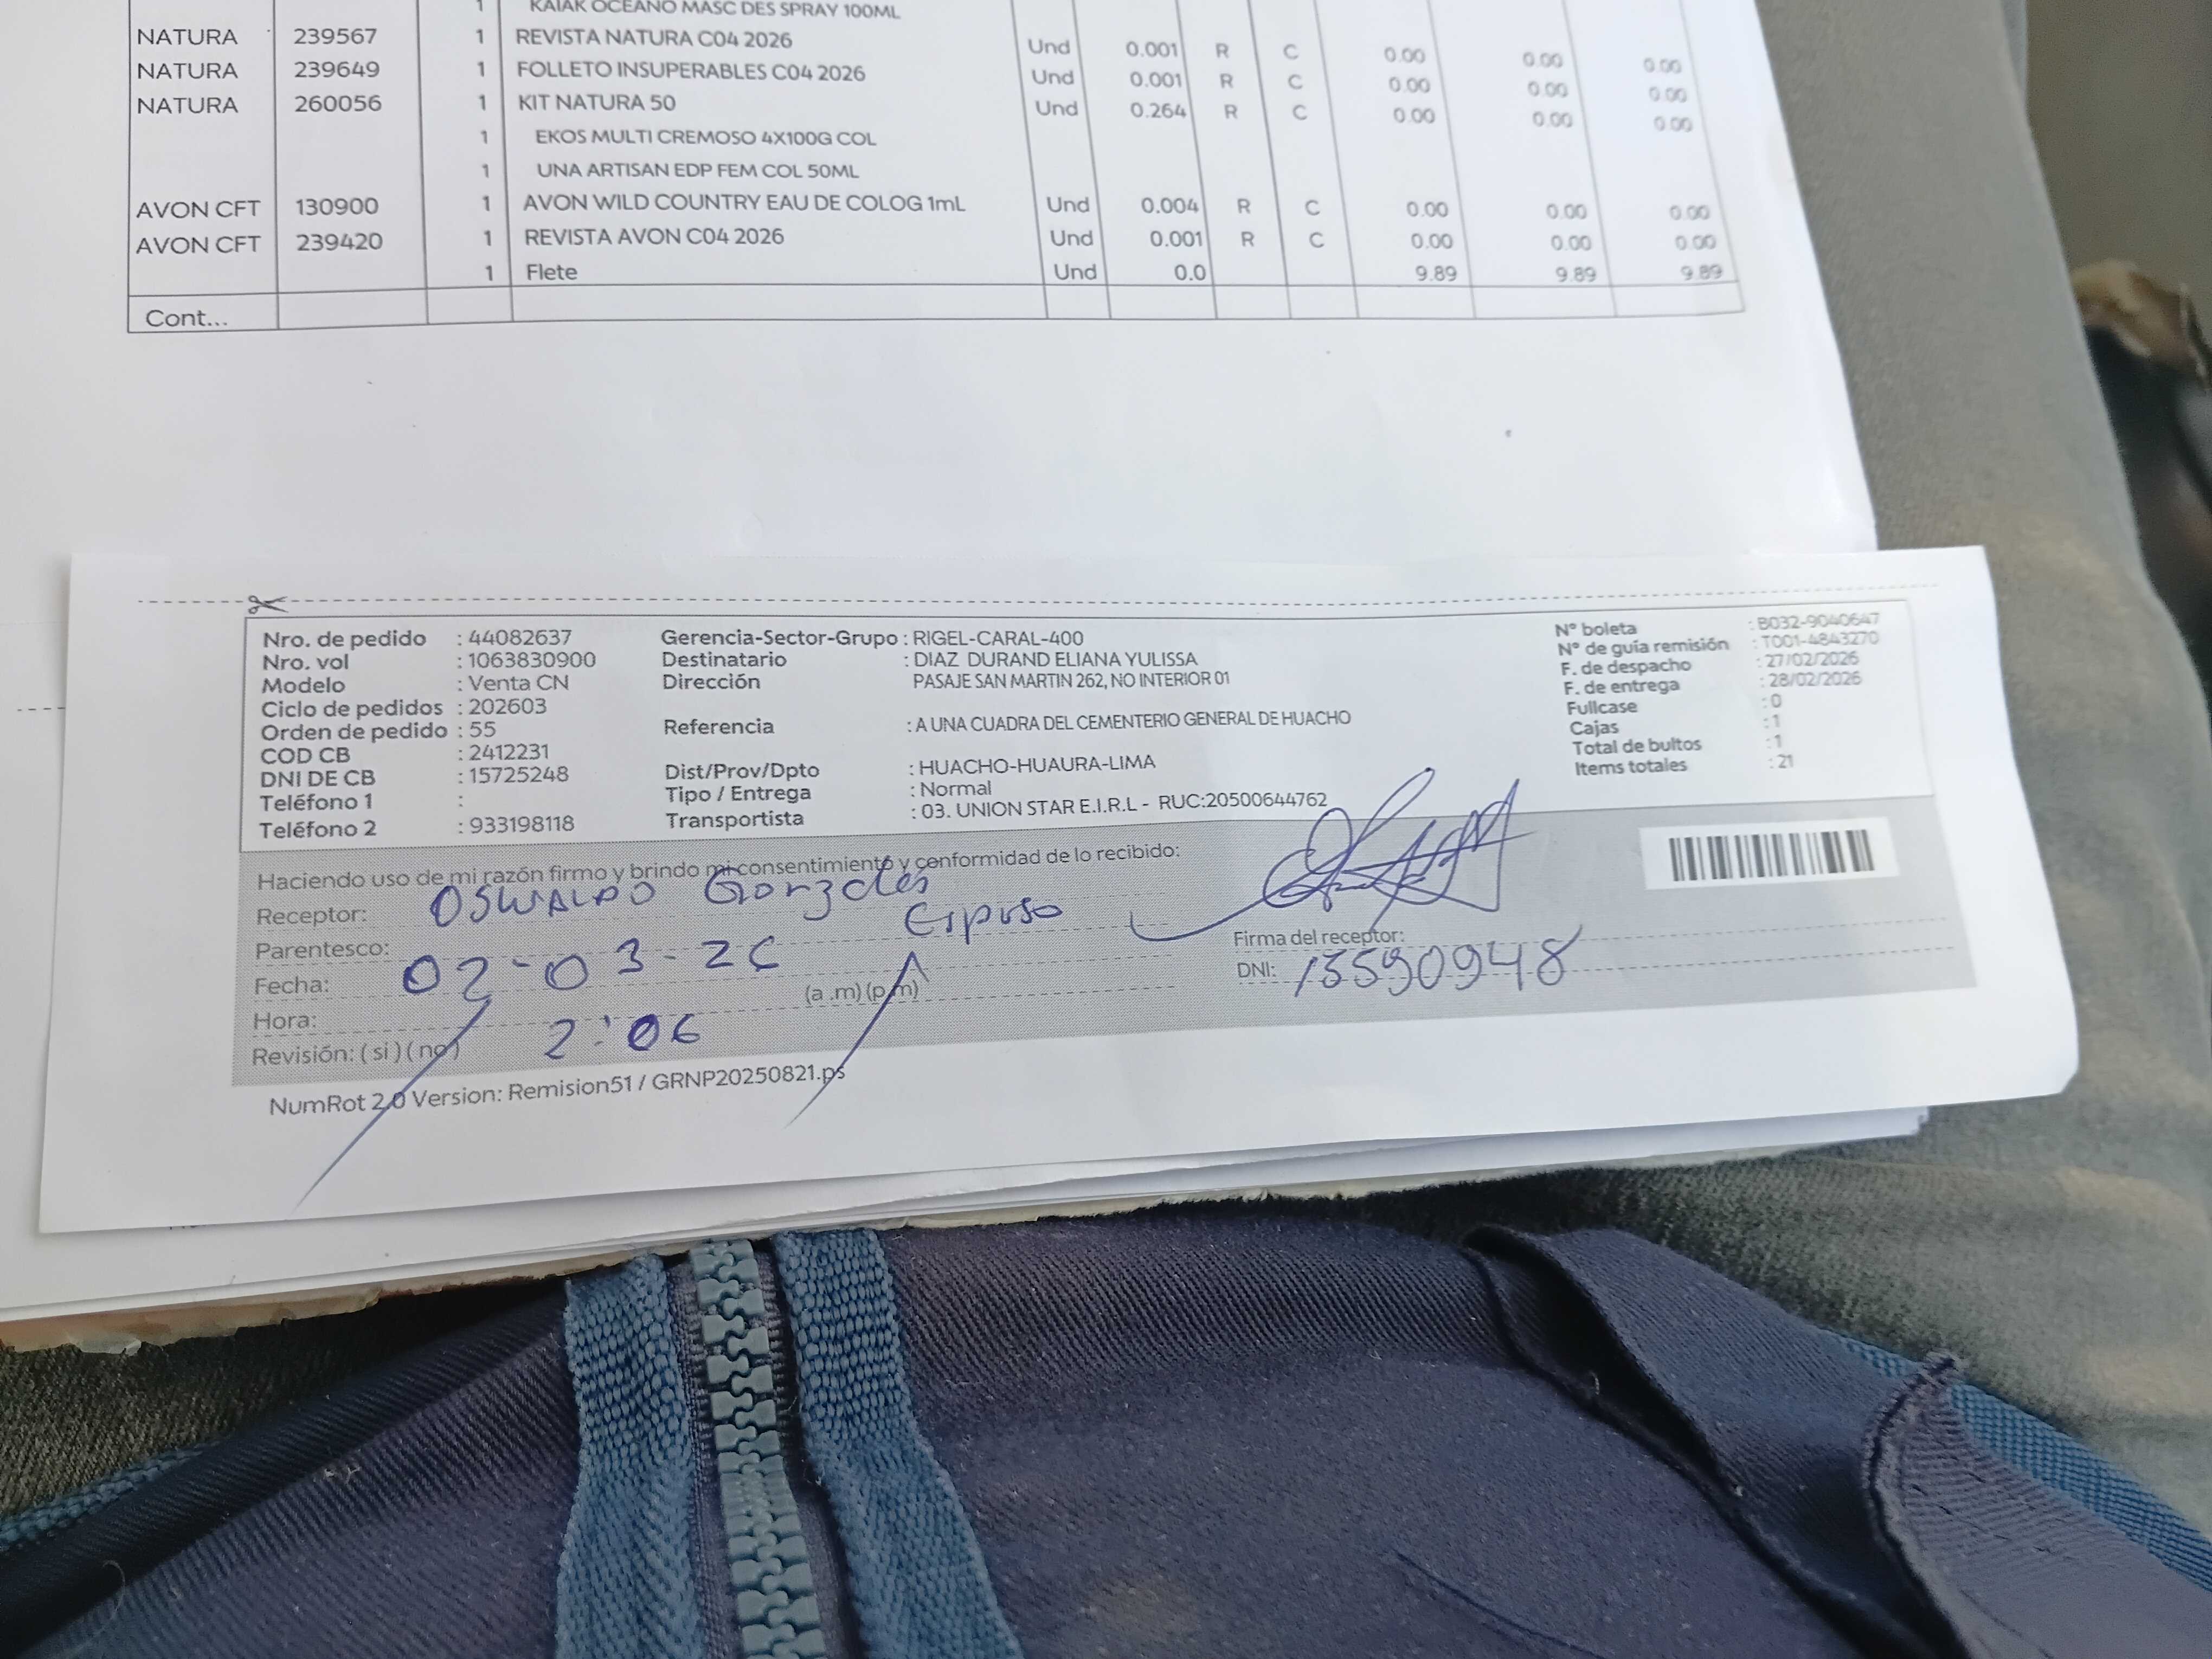 1 KAIAK OCEANO MASC DES SPRAY 100ML
NATURA 239567 1 REVISTA NATURA C04 2026 Und 0.001 R C 0.00 0.00 0.00
NATURA 239649 1 FOLLETO INSUPERABLES C04 2026 Und 0.001 R C 0.00 0.00 0.00
NATURA 260056 1 KIT NATURA 50 Und 0.264 R C 0.00 0.00 0.00
1 EKOS MULTI CREMOSO 4X100G COL
1 UNA ARTISAN EDP FEM COL 50ML
AVON CFT 130900 1 AVON WILD COUNTRY EAU DE COLOG 1mL Und 0.004 R C 0.00 0.00 0.00
AVON CFT 239420 1 REVISTA AVON C04 2026 Und 0.001 R C 0.00 0.00 0.00
1 Flete Und 0.0 9.89 9.89 9.89
Cont...
Nro. de pedido : 44082637
Nro. vol : 1063830900
Modelo : Venta CN
Ciclo de pedidos : 202603
Orden de pedido : 55
COD CB : 2412231
DNI DE CB : 15725248
Teléfono 1 :
Teléfono 2 : 933198118
Gerencia-Sector-Grupo : RIGEL-CARAL-400
Destinatario : DIAZ DURAND ELIANA YULISSA
Dirección PASAJE SAN MARTIN 262, NO INTERIOR 01
Referencia : A UNA CUADRA DEL CEMENTERIO GENERAL DE HUACHO
Dist/Prov/Dpto : HUACHO-HUAURA-LIMA
Tipo / Entrega : Normal
Transportista : 03. UNION STAR E.I.R.L - RUC:20500644762
N° boleta : B032-9040647
N° de guía remisión : T001-4843270
F. de despacho : 27/02/2026
F. de entrega : 28/02/2026
Fullcase : 0
Cajas : 1
Total de bultos : 1
Items totales : 21
Haciendo uso de mi razón firmo y brindo mi consentimiento y conformidad de lo recibido:
Receptor: OSWALDO Gonzales
Parentesco: Esposo
Fecha: 02-03-26
Hora: 2:06 (a .m) (p.m)
Revisión: ( si ) ( no )
Firma del receptor:
DNI: 15590948
NumRot 2.0 Version: Remision51 / GRNP20250821.ps